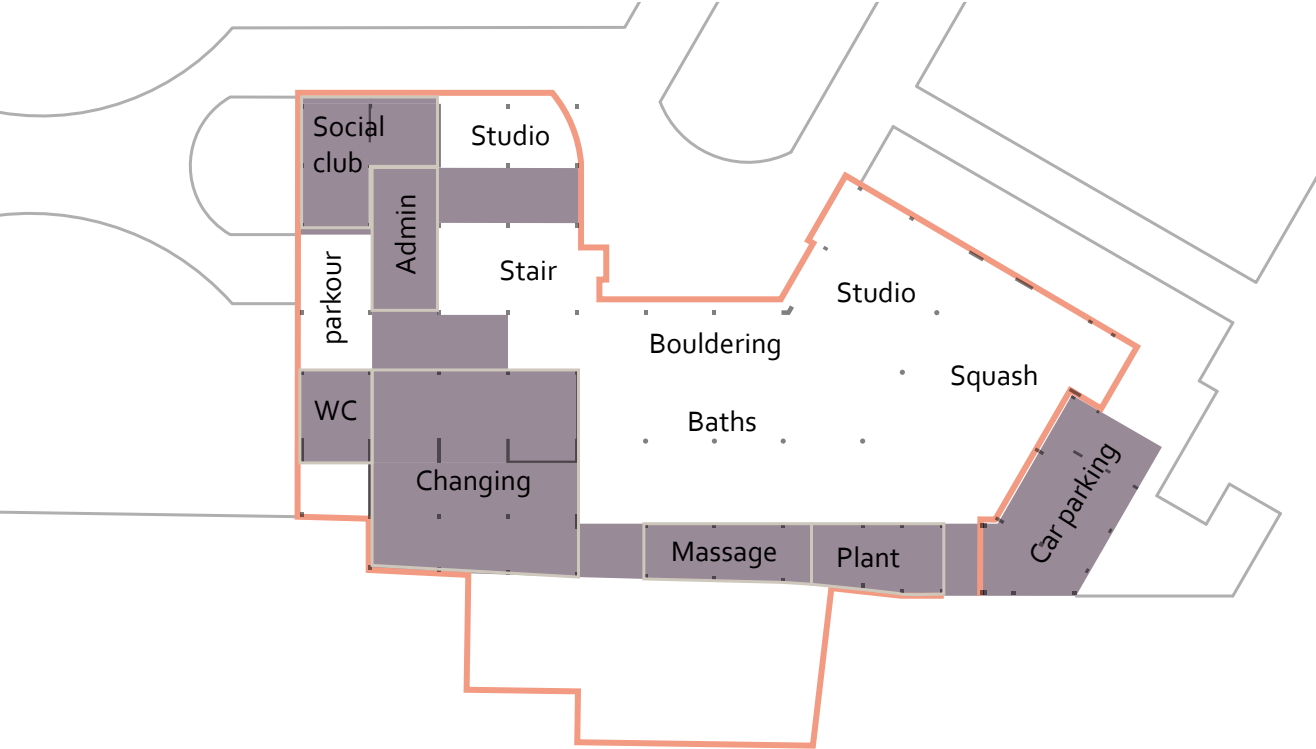 Social
club
Studio
Admin
Stair
parkour
Studio
Bouldering
Squash
WC
Baths
Changing
Car parking
Massage
Plant